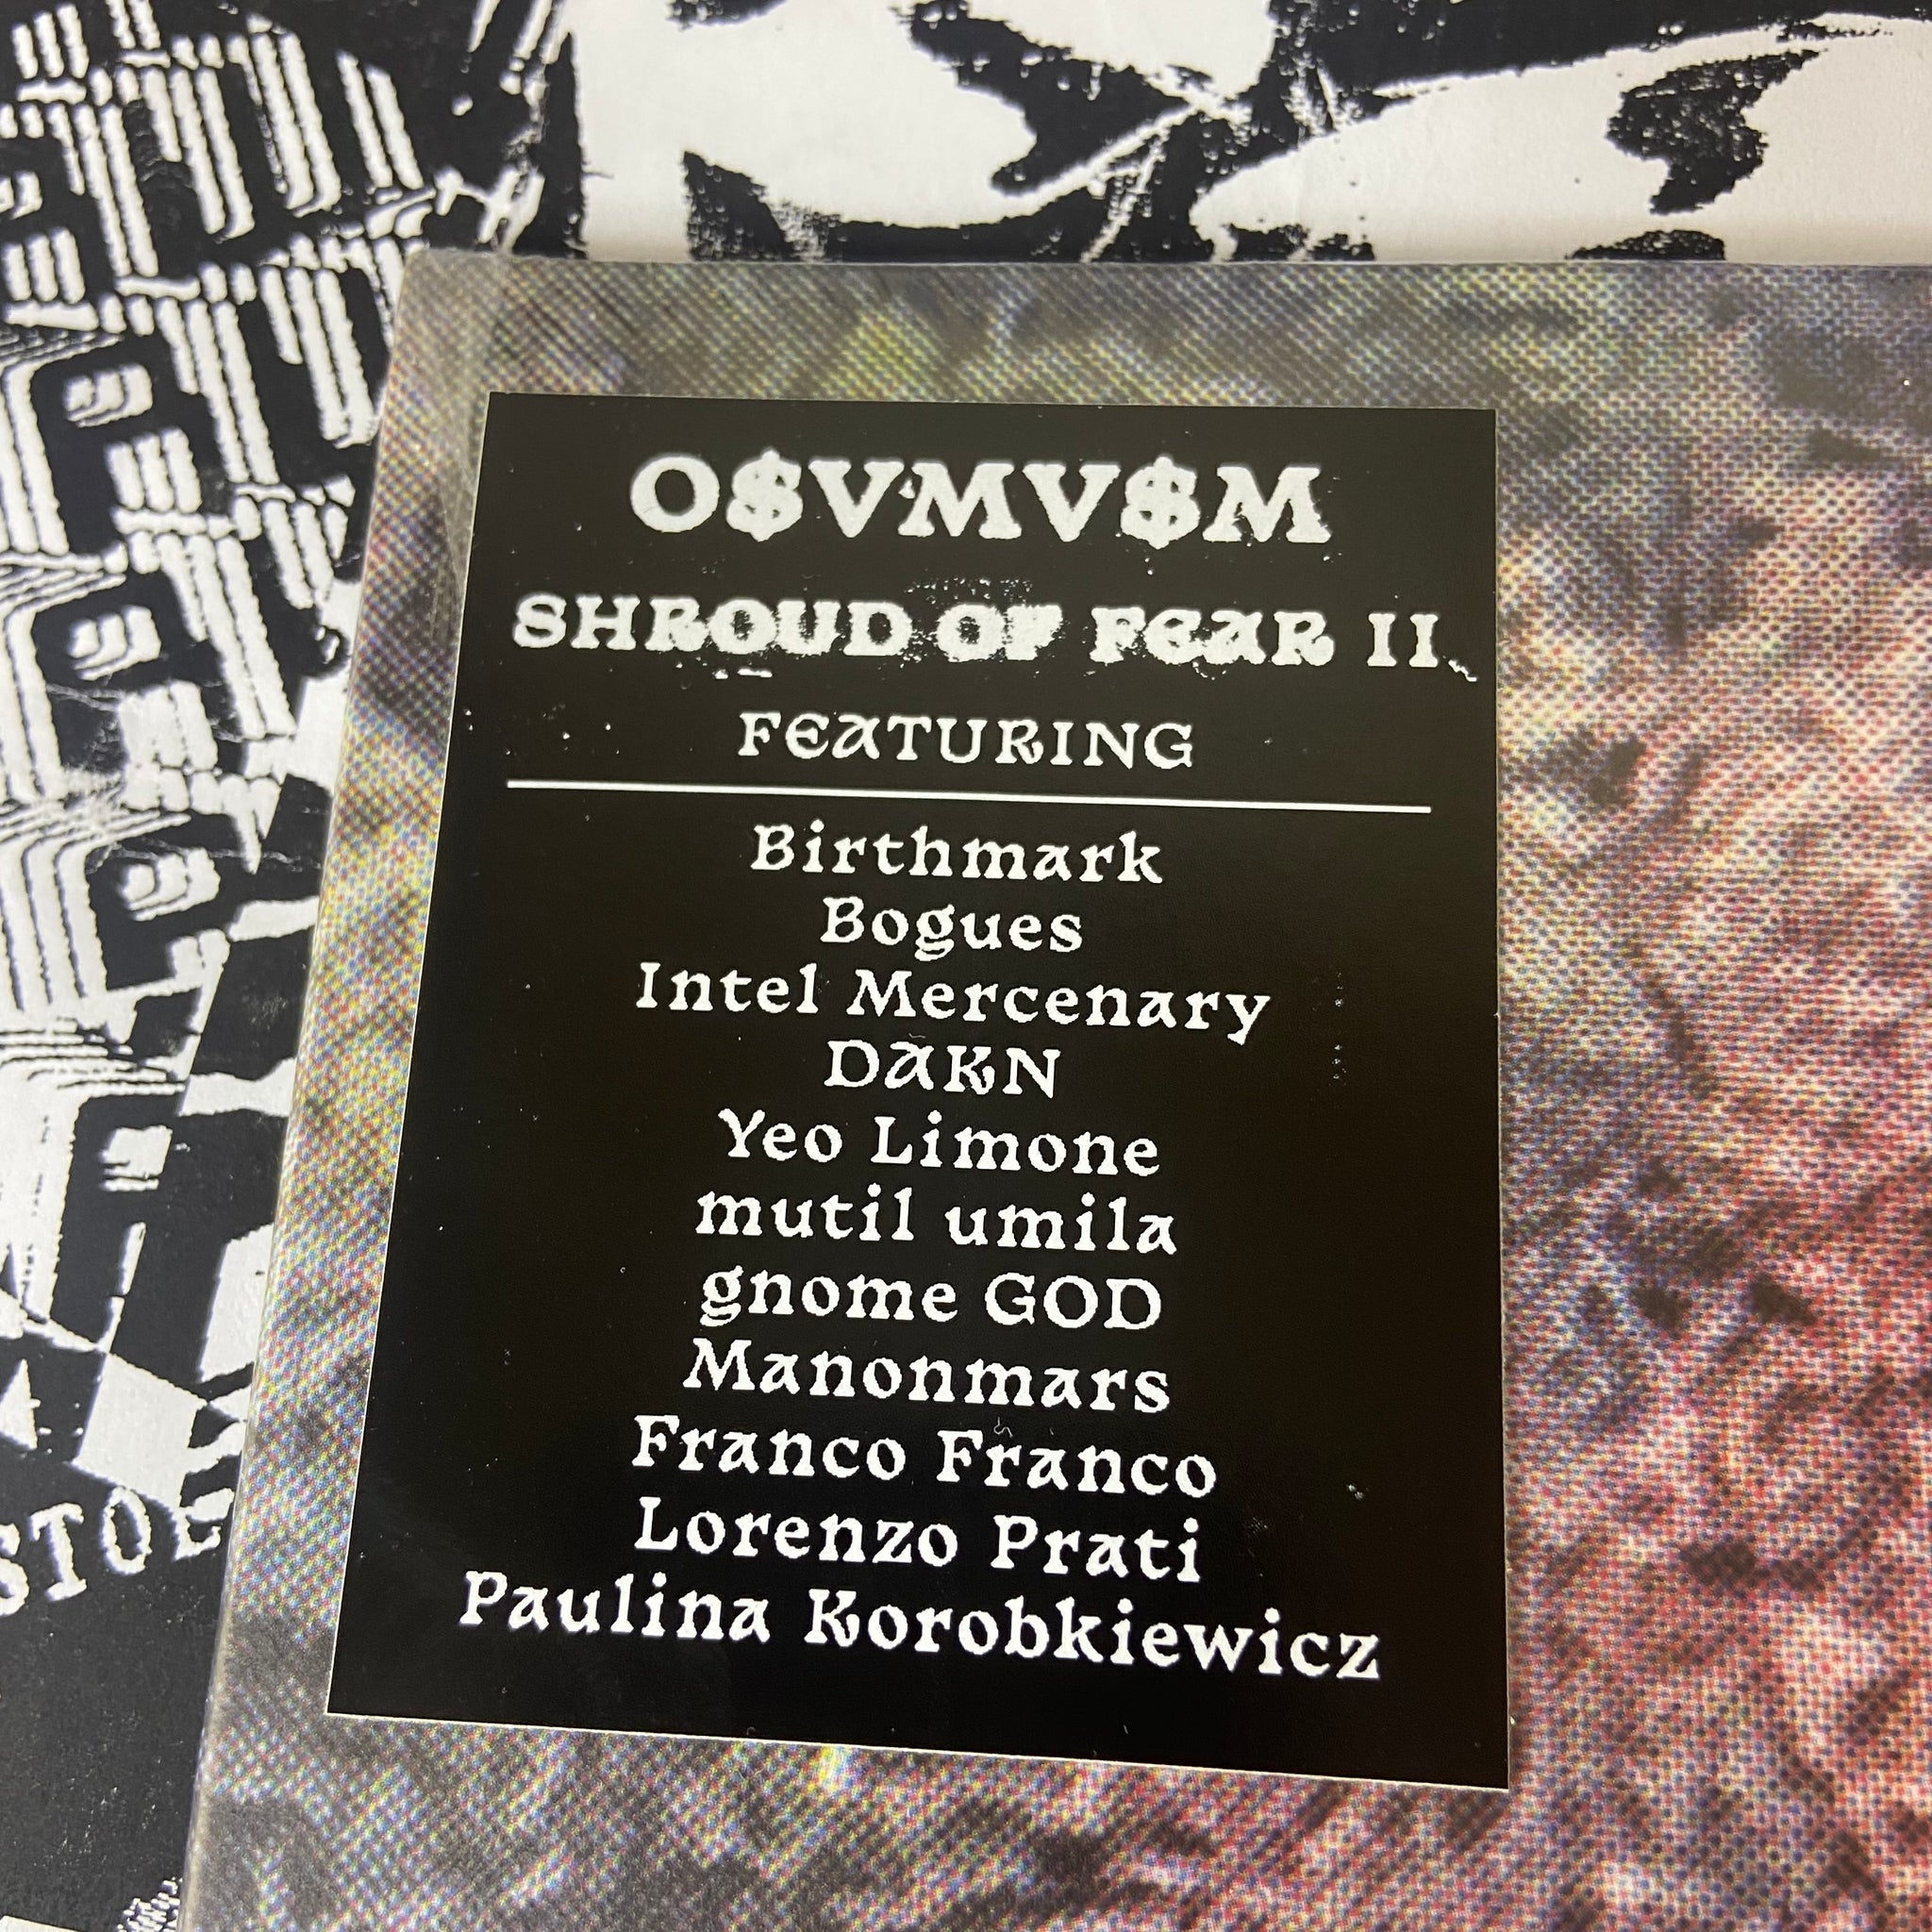 O$VMV$M
SHROUD OF FEAR II
FEATURING
Birthmark
Bogues
Intel Mercenary
DAKN
Yeo Limone
mutil umila
gnome GOD
Manonmars
Franco Franco
Lorenzo Prati
Paulina Korobkiewicz